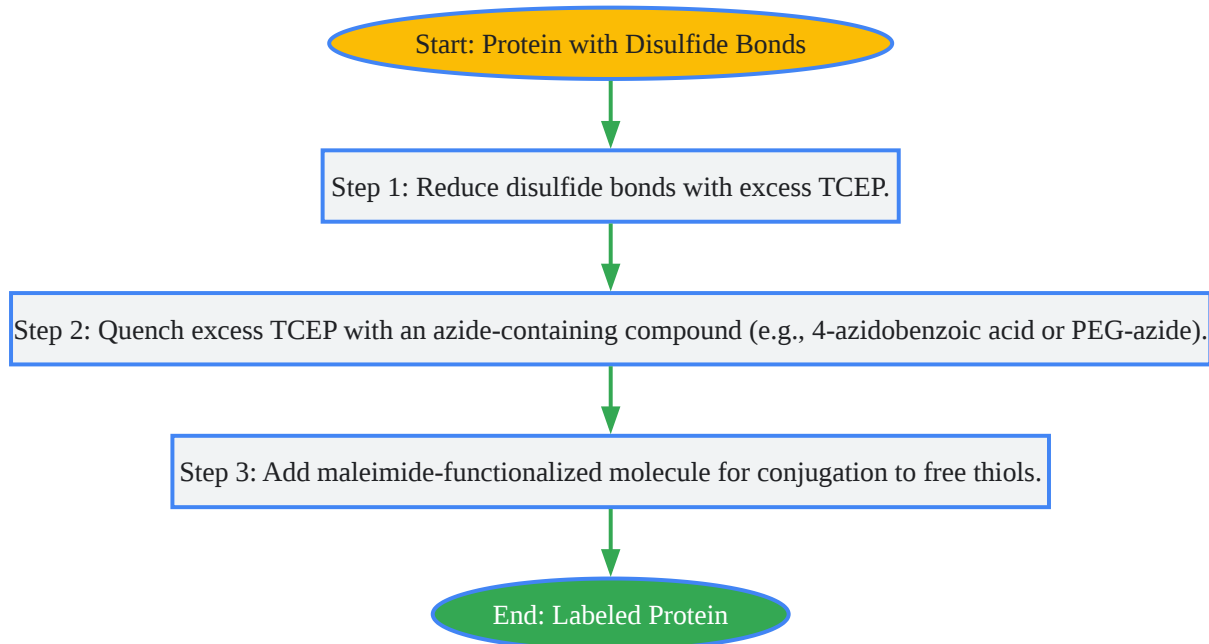 Start: Protein with Disulfide Bonds
Step 1: Reduce disulfide bonds with excess TCEP.
Step 2: Quench excess TCEP with an azide-containing compound (e.g., 4-azidobenzoic acid or PEG-azide).
Step 3: Add maleimide-functionalized molecule for conjugation to free thiols.
End: Labeled Protein